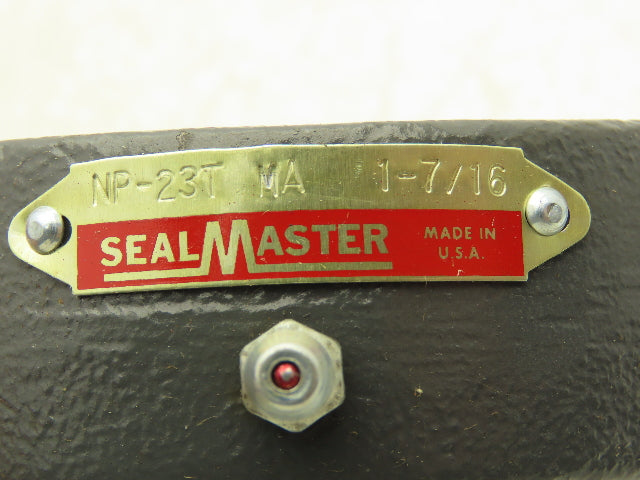 NP-23T MA 1-7/16
SEALMASTER
MADE IN
U.S.A.